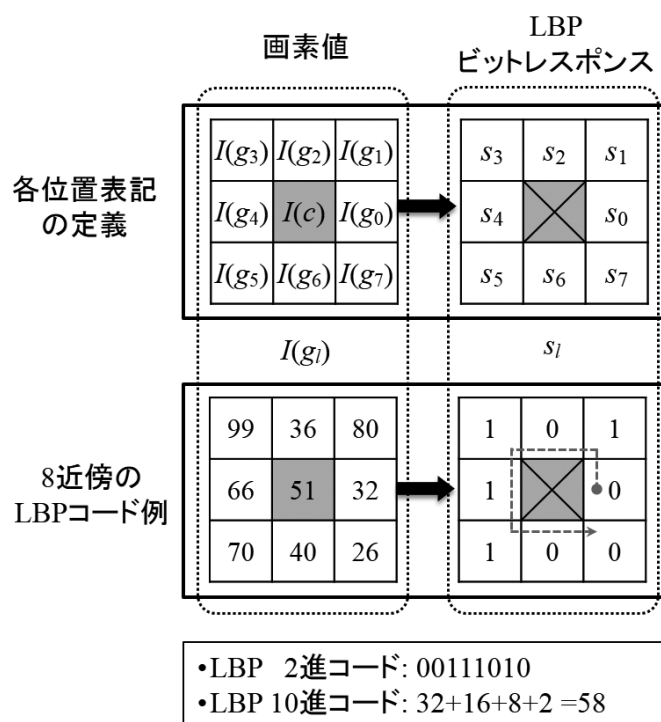 画素値
LBP
ビットレスポンス
各位置表記
の定義
I(g₃) I(g₂) I(g₁)
I(g₄) I(c) I(g₀)
I(g₅) I(g₆) I(g₇)
s₃ s₂ s₁
s₄ s₀
s₅ s₆ s₇
I(gₗ)
sₗ
8近傍の
LBPコード例
99 36 80
66 51 32
70 40 26
1 0 1
1 0
1 0 0
•LBP 2進コード: 00111010
•LBP 10進コード: 32+16+8+2 =58